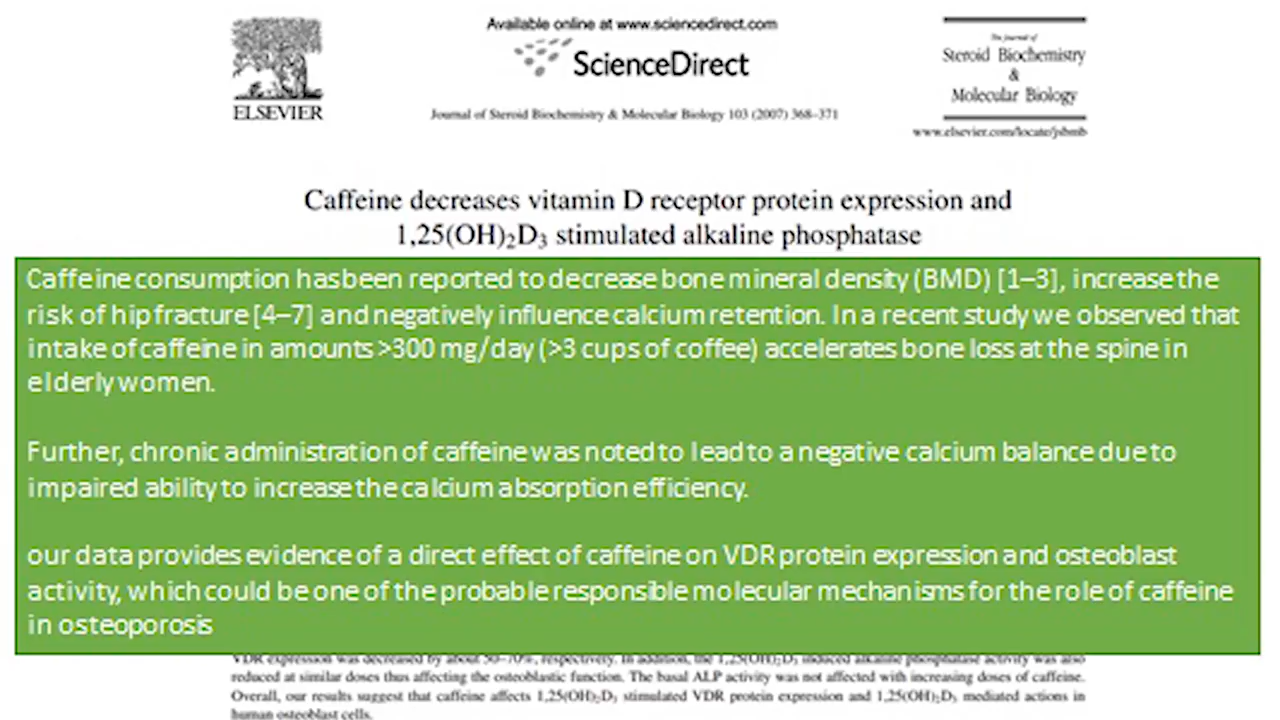 Available online at www.sciencedirect.com
ScienceDirect
ELSEVIER
Journal of Steroid Biochemistry & Molecular Biology 103 (2007) 368–371
The Journal of
Steroid Biochemistry
&
Molecular Biology
www.elsevier.com/locate/jsbmb
Caffeine decreases vitamin D receptor protein expression and
1,25(OH)2D3 stimulated alkaline phosphatase
Caffeine consumption has been reported to decrease bone mineral density (BMD) [1–3], increase the
risk of hip fracture [4–7] and negatively influence calcium retention. In a recent study we observed that
intake of caffeine in amounts >300 mg/day (>3 cups of coffee) accelerates bone loss at the spine in
elderly women.
Further, chronic administration of caffeine was noted to lead to a negative calcium balance due to
impaired ability to increase the calcium absorption efficiency.
our data provides evidence of a direct effect of caffeine on VDR protein expression and osteoblast
activity, which could be one of the probable responsible molecular mechanisms for the role of caffeine
in osteoporosis
VDR expression was decreased by about 50–70%, respectively. In addition, the 1,25(OH)2D3 induced alkaline phosphatase activity was also
reduced at similar doses thus affecting the osteoblastic function. The basal ALP activity was not affected with increasing doses of caffeine.
Overall, our results suggest that caffeine affects 1,25(OH)2D3 stimulated VDR protein expression and 1,25(OH)2D3 mediated actions in
human osteoblast cells.